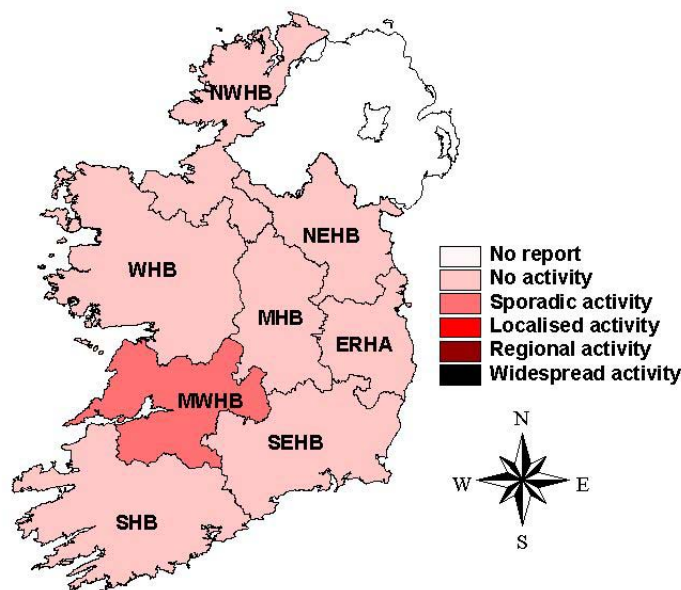 NWHB
NEHB
WHB
MHB
ERHA
MWHB
SEHB
SHB
No report
No activity
Sporadic activity
Localised activity
Regional activity
Widespread activity
N
W E
S